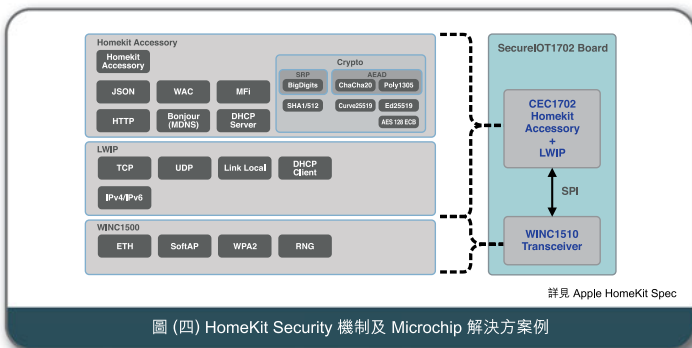 Homekit Accessory
Homekit
Accessory
JSON
WAC
MFi
HTTP
Bonjour
(MDNS)
DHCP
Server
Crypto
SRP
BigDigits
AEAD
ChaCha20
Poly1305
SHA1/512
Curve25519
Ed25519
AES 128 ECB
LWIP
TCP
UDP
Link Local
DHCP
Client
IPv4/IPv6
WINC1500
ETH
SoftAP
WPA2
RNG
SecureIOT1702 Board
CEC1702
Homekit
Accessory
+
LWIP
SPI
WINC1510
Transceiver
詳見 Apple HomeKit Spec
圖 (四) HomeKit Security 機制及 Microchip 解決方案例